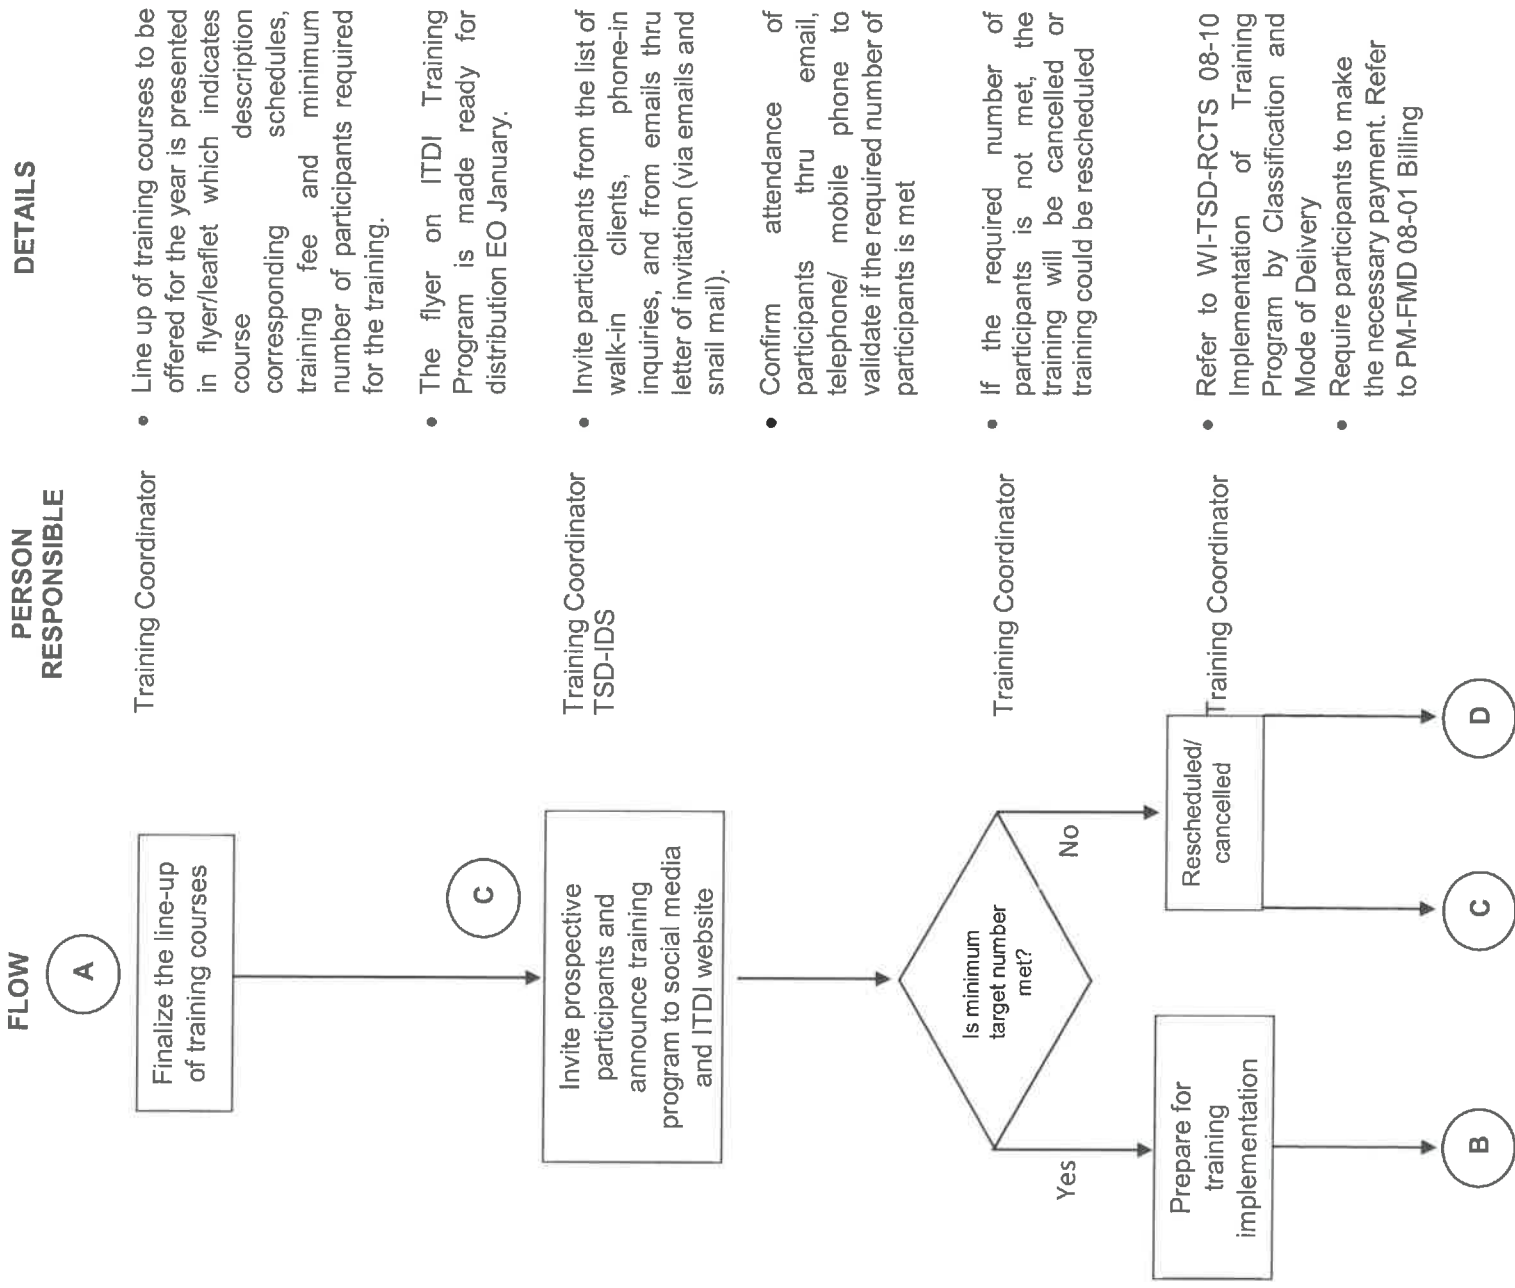 FLOW
PERSON
RESPONSIBLE
DETAILS
A
Finalize the line-up
of training courses
Training Coordinator
• Line up of training courses to be
offered for the year is presented
in flyer/leaflet which indicates
course description
corresponding schedules,
training fee and minimum
number of participants required
for the training.
• The flyer on ITDI Training
Program is made ready for
distribution EO January.
C
Invite prospective
participants and
announce training
program to social media
and ITDI website
Training Coordinator
TSD-IDS
• Invite participants from the list of
walk-in clients, phone-in
inquiries, and from emails thru
letter of invitation (via emails and
snail mail).
• Confirm attendance of
participants thru email,
telephone/ mobile phone to
validate if the required number of
participants is met
Is minimum
target number
met?
Yes
No
Training Coordinator
• If the required number of
participants is not met, the
training will be cancelled or
training could be rescheduled
Prepare for
training
implementation
Rescheduled/
cancelled
Training Coordinator
• Refer to WI-TSD-RCTS 08-10
Implementation of Training
Program by Classification and
Mode of Delivery
• Require participants to make
the necessary payment. Refer
to PM-FMD 08-01 Billing
B
C
D